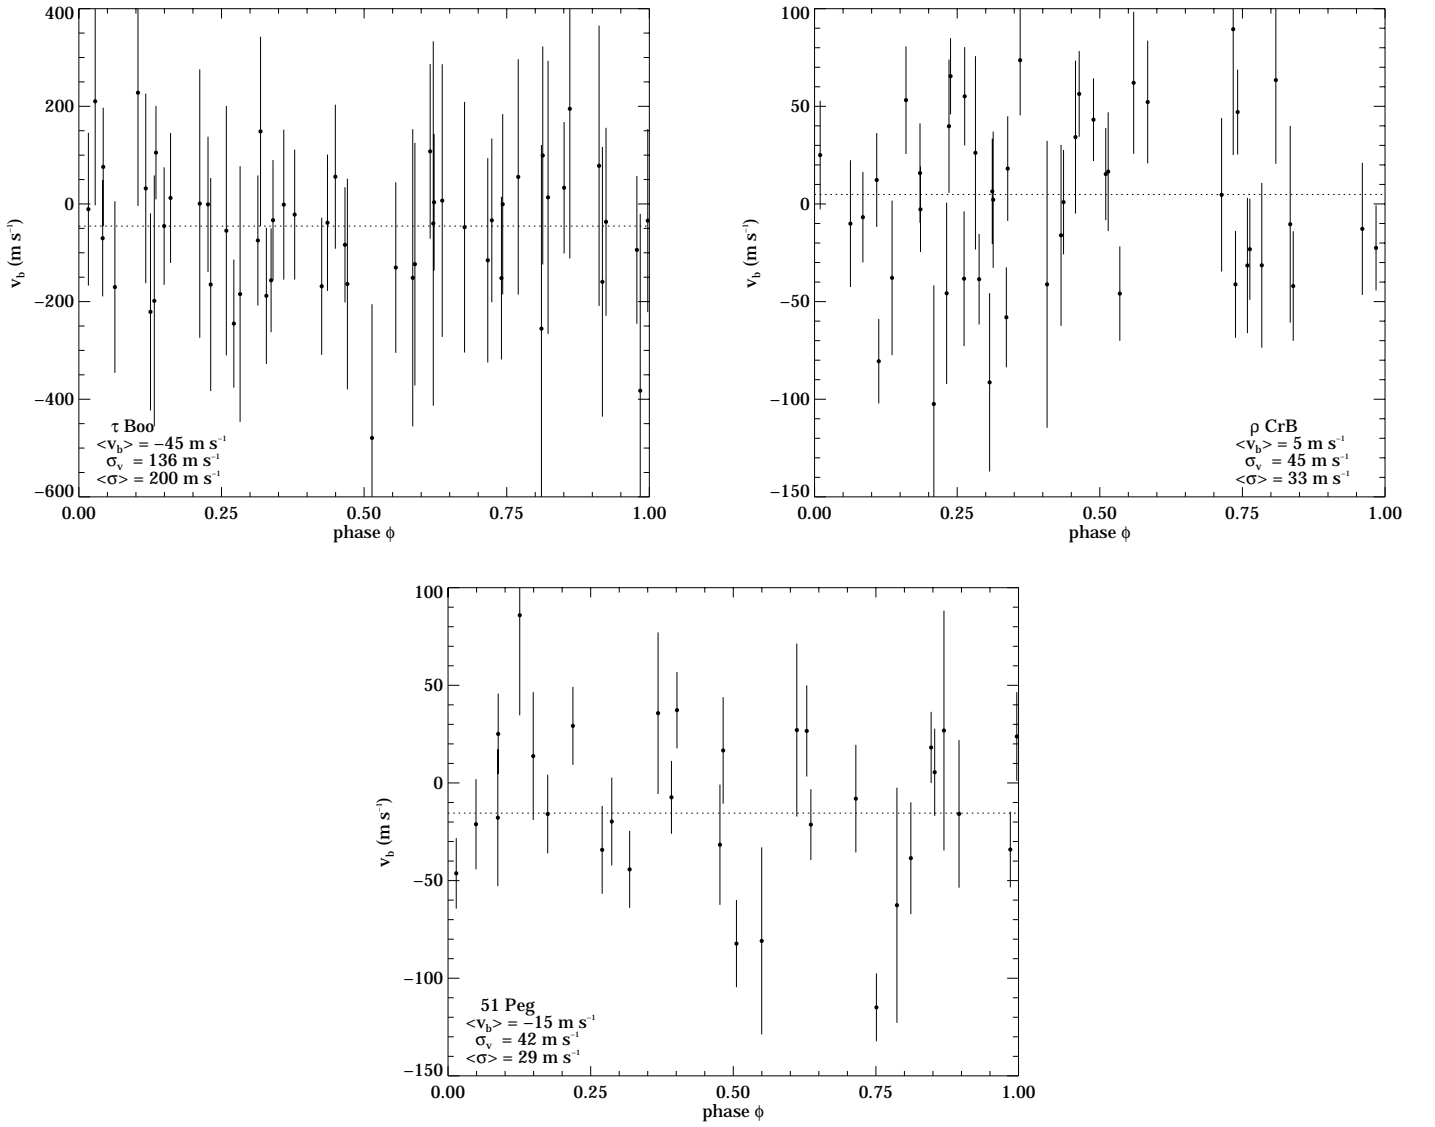 400
200
0
−200
−400
−600
v_b (m s⁻¹)
τ Boo
<v_b> = −45 m s⁻¹
σ_v = 136 m s⁻¹
<σ> = 200 m s⁻¹
0.00 0.25 0.50 0.75 1.00
phase ϕ
100
50
0
−50
−100
−150
v_b (m s⁻¹)
ρ CrB
<v_b> = 5 m s⁻¹
σ_v = 45 m s⁻¹
<σ> = 33 m s⁻¹
0.00 0.25 0.50 0.75 1.00
phase ϕ
100
50
0
−50
−100
−150
v_b (m s⁻¹)
51 Peg
<v_b> = −15 m s⁻¹
σ_v = 42 m s⁻¹
<σ> = 29 m s⁻¹
0.00 0.25 0.50 0.75 1.00
phase ϕ